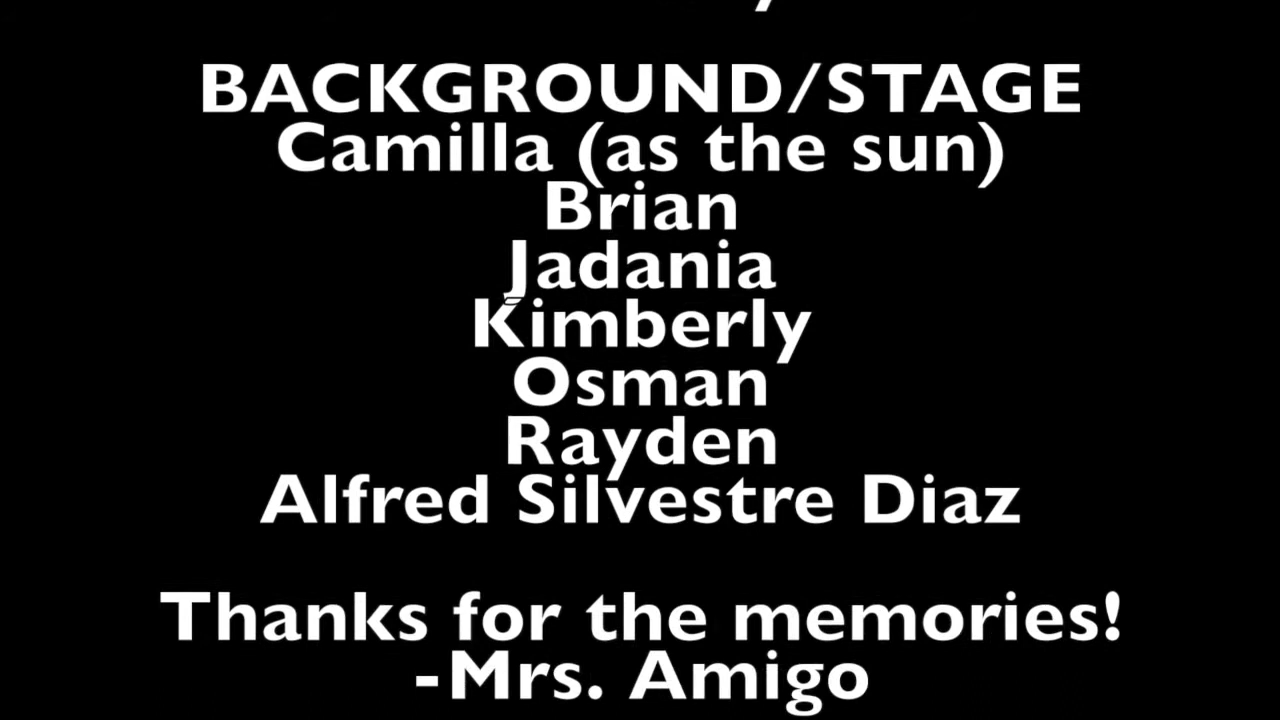 BACKGROUND/STAGE
Camilla (as the sun)
Brian
Jadania
Kimberly
Osman
Rayden
Alfred Silvestre Diaz
Thanks for the memories!
-Mrs. Amigo